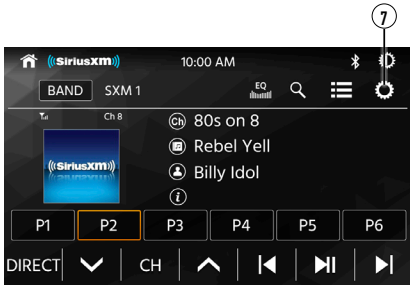 7
((SiriusXM)) 10:00 AM
BAND SXM 1 EQ
Ch 8
Ch 80s on 8
Rebel Yell
((SiriusXM))
Billy Idol
i
P1 P2 P3 P4 P5 P6
DIRECT CH